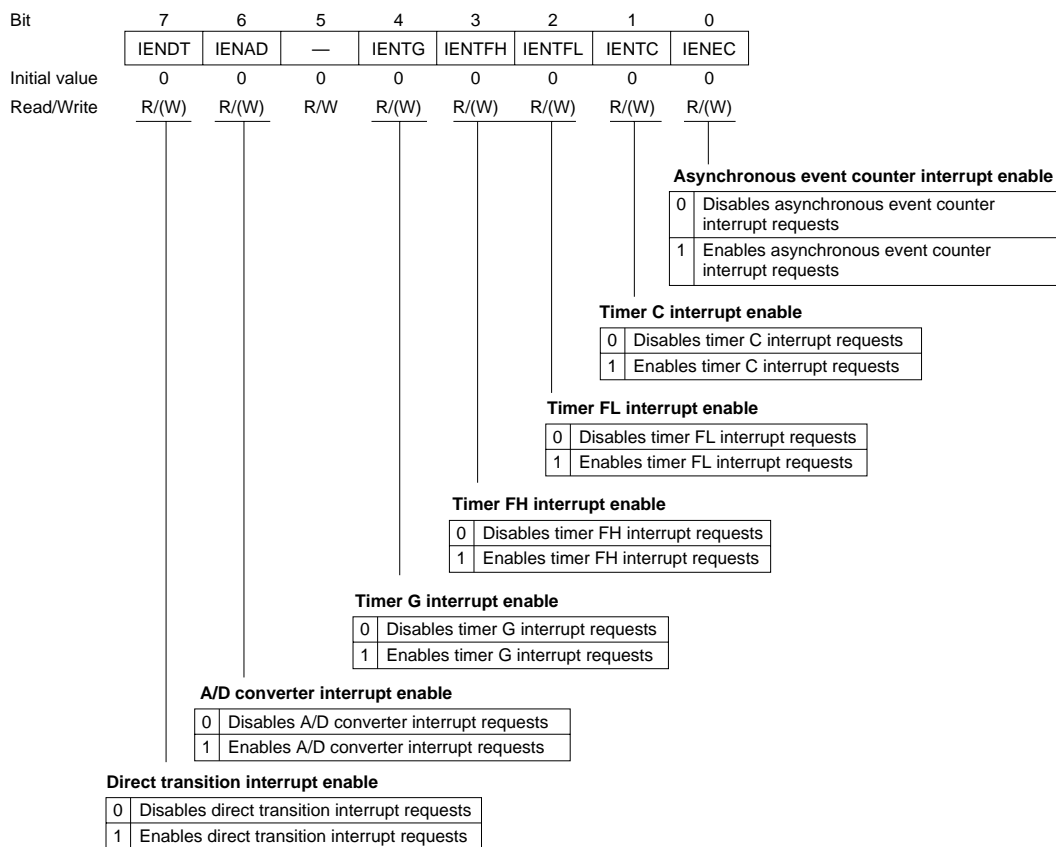 Bit 7 6 5 4 3 2 1 0
IENDT IENAD — IENTG IENTFH IENTFL IENTC IENEC
Initial value 0 0 0 0 0 0 0 0
Read/Write R/(W) R/(W) R/W R/(W) R/(W) R/(W) R/(W) R/(W)
Asynchronous event counter interrupt enable
0 Disables asynchronous event counter
interrupt requests
1 Enables asynchronous event counter
interrupt requests
Timer C interrupt enable
0 Disables timer C interrupt requests
1 Enables timer C interrupt requests
Timer FL interrupt enable
0 Disables timer FL interrupt requests
1 Enables timer FL interrupt requests
Timer FH interrupt enable
0 Disables timer FH interrupt requests
1 Enables timer FH interrupt requests
Timer G interrupt enable
0 Disables timer G interrupt requests
1 Enables timer G interrupt requests
A/D converter interrupt enable
0 Disables A/D converter interrupt requests
1 Enables A/D converter interrupt requests
Direct transition interrupt enable
0 Disables direct transition interrupt requests
1 Enables direct transition interrupt requests